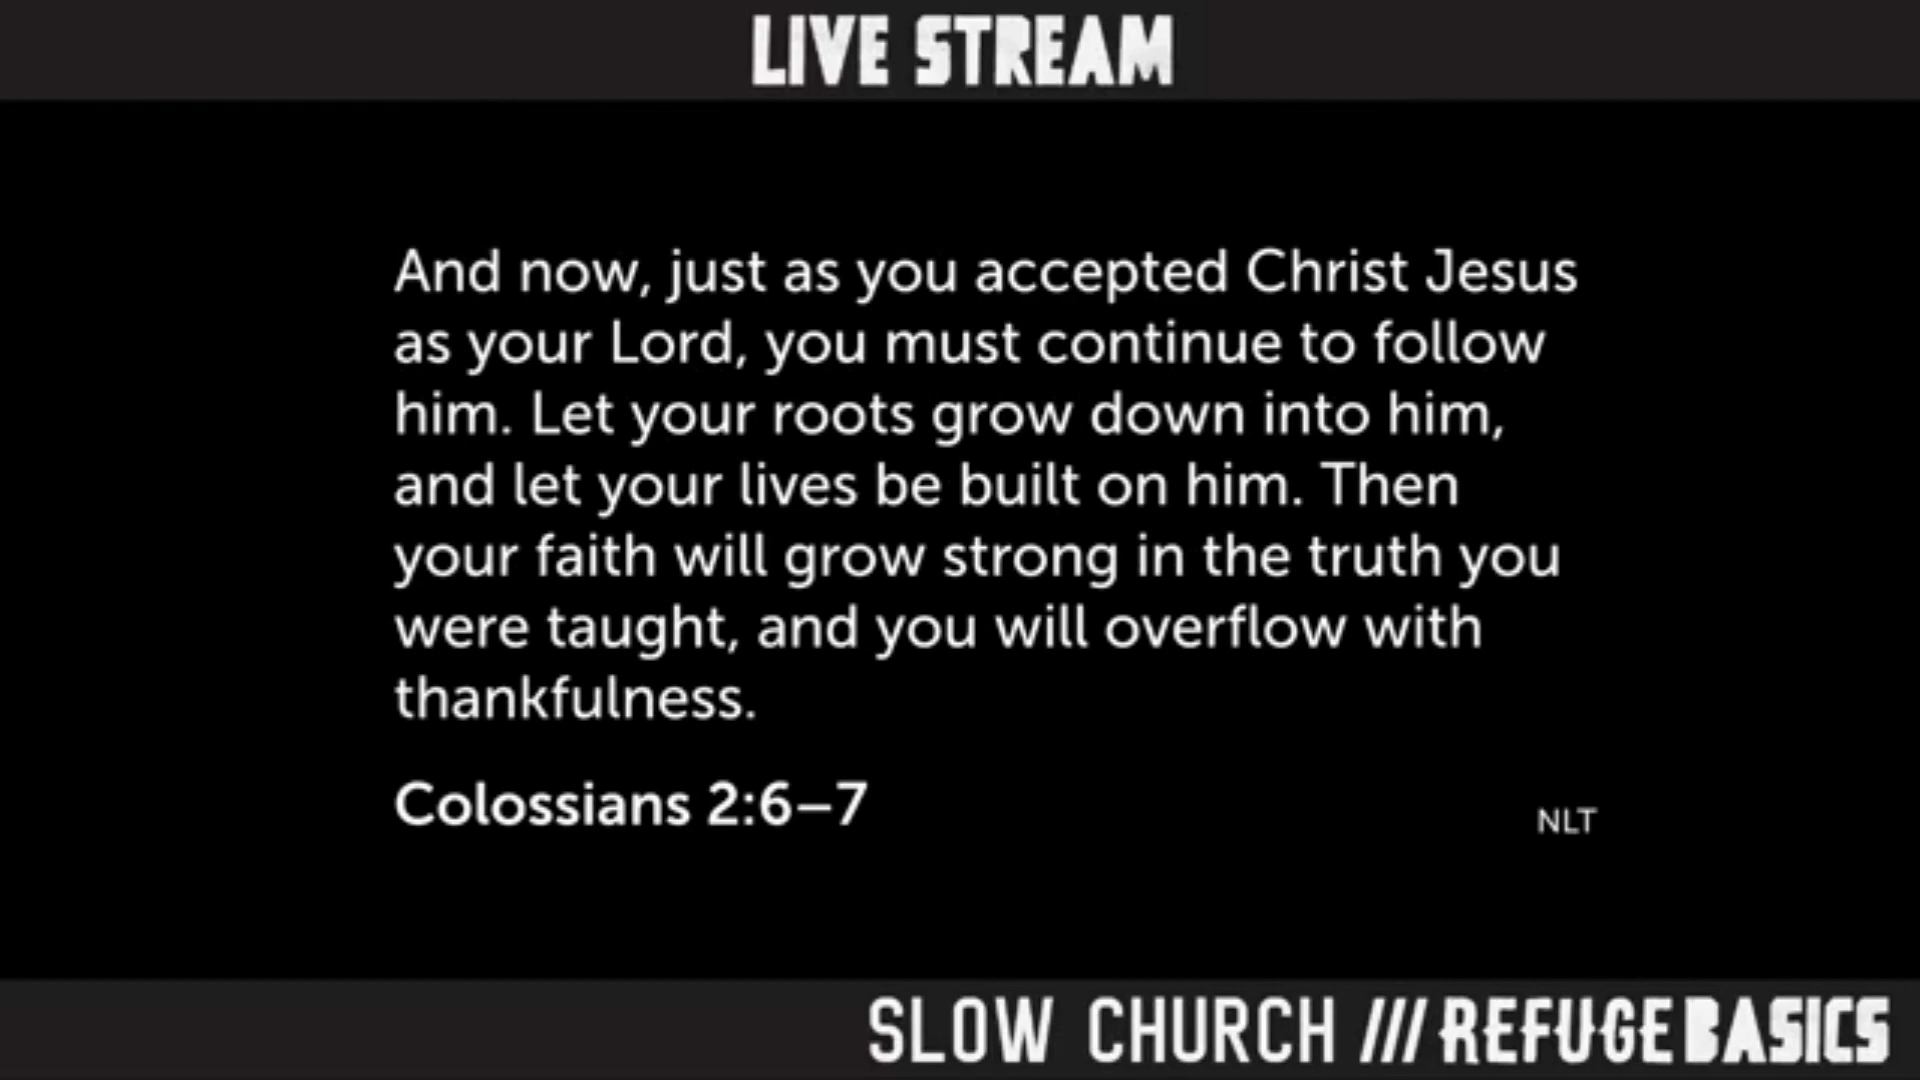 LIVE STREAM
And now, just as you accepted Christ Jesus
as your Lord, you must continue to follow
him. Let your roots grow down into him,
and let your lives be built on him. Then
your faith will grow strong in the truth you
were taught, and you will overflow with
thankfulness.
Colossians 2:6–7
NLT
SLOW CHURCH /// REFUGE BASICS